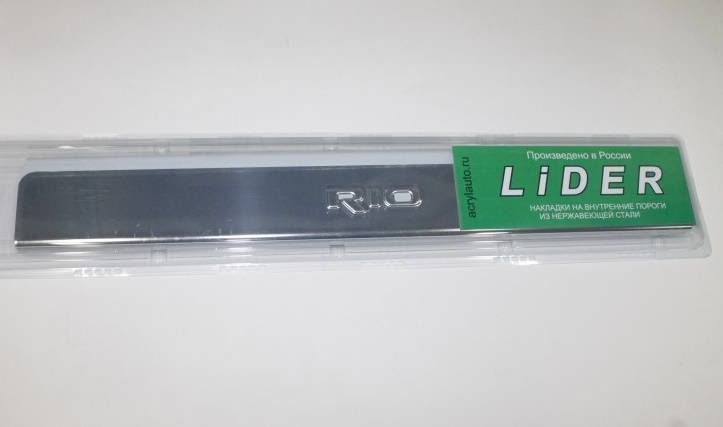 RIO
acrylauto.ru
Произведено в России
LiDER
НАКЛАДКИ НА ВНУТРЕННИЕ ПОРОГИ
ИЗ НЕРЖАВЕЮЩЕЙ СТАЛИ